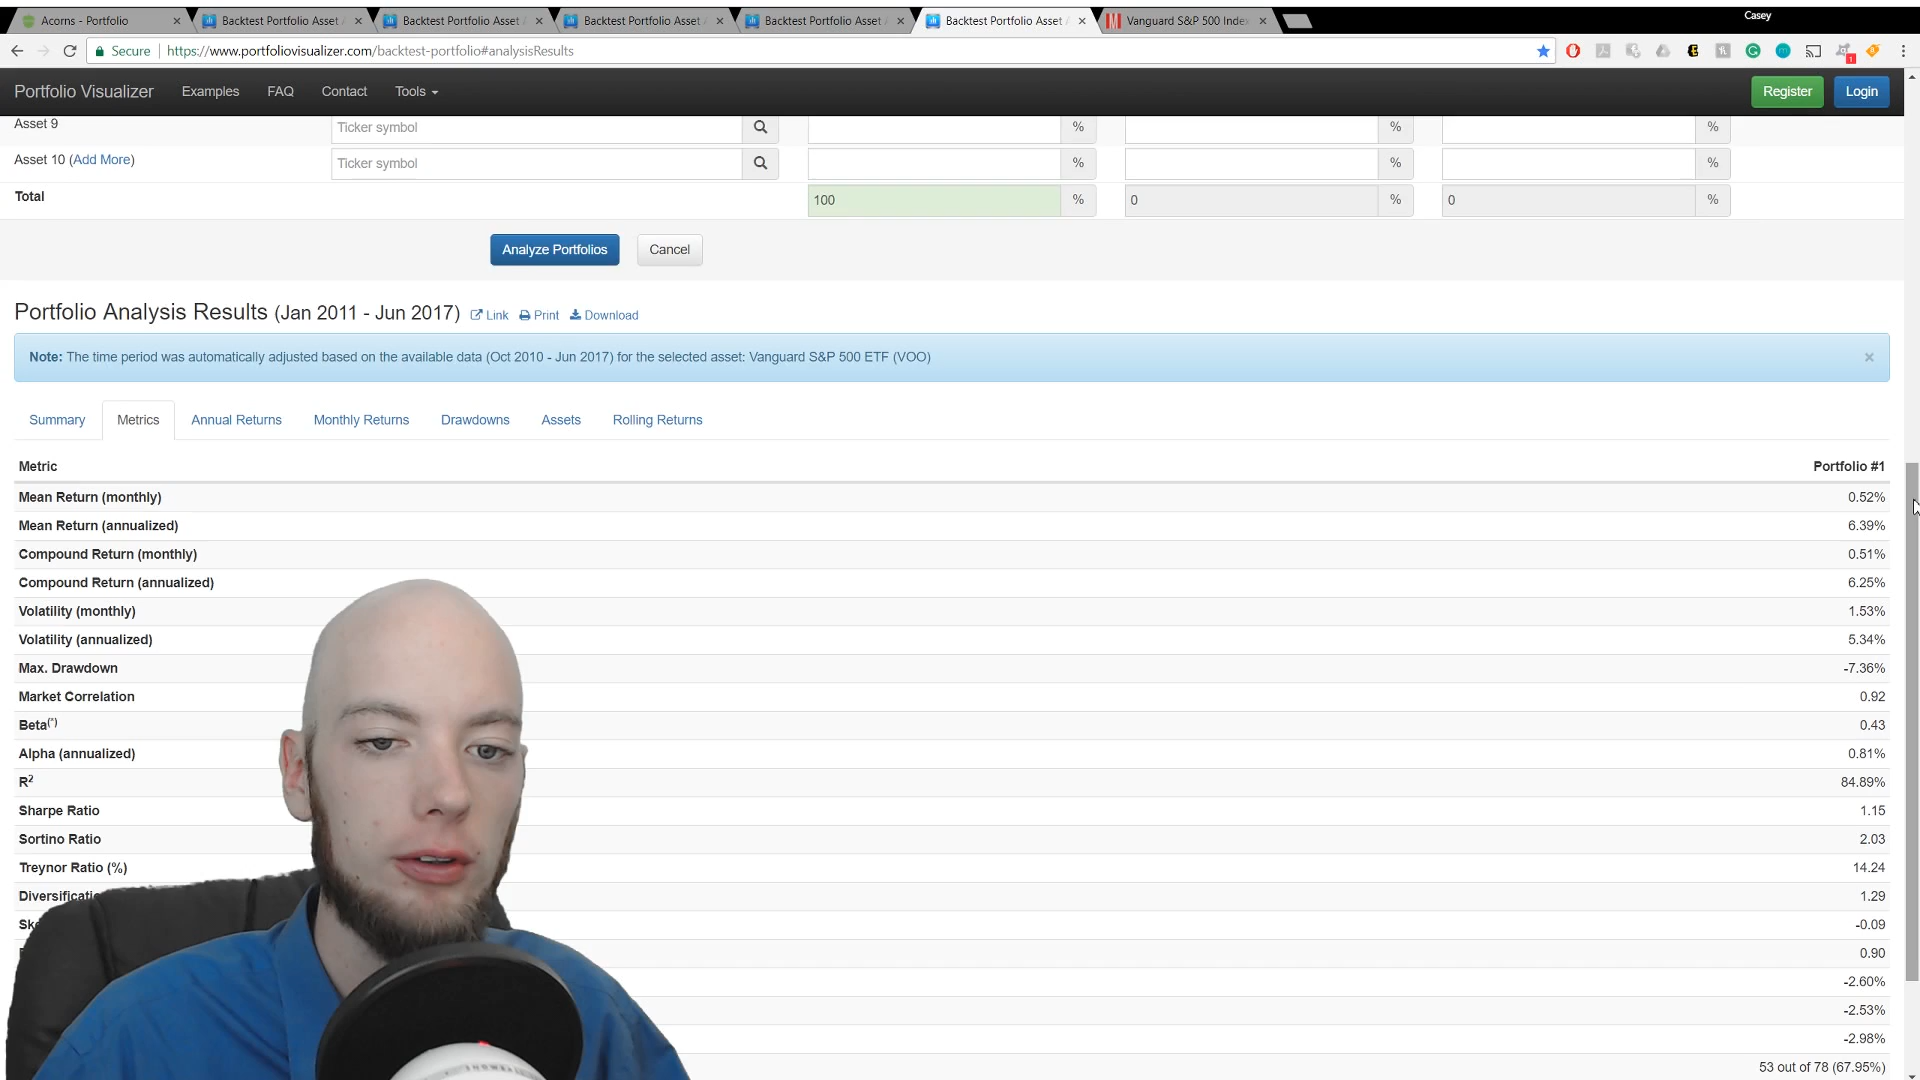 Casey
Acorns - Portfolio
Backtest Portfolio Asset
Backtest Portfolio Asset
Backtest Portfolio Asset
Backtest Portfolio Asset
Backtest Portfolio Asset
Vanguard S&P 500 Index
Secure https://www.portfoliovisualizer.com/backtest-portfolio#analysisResults
Portfolio Visualizer Examples FAQ Contact Tools Register Login
Asset 9 Ticker symbol % % %
Asset 10 (Add More) Ticker symbol % % %
Total 100 % 0 % 0 %
Analyze Portfolios Cancel
Portfolio Analysis Results (Jan 2011 - Jun 2017) Link Print Download
Note: The time period was automatically adjusted based on the available data (Oct 2010 - Jun 2017) for the selected asset: Vanguard S&P 500 ETF (VOO) ×
Summary Metrics Annual Returns Monthly Returns Drawdowns Assets Rolling Returns
Metric Portfolio #1
Mean Return (monthly) 0.52%
Mean Return (annualized) 6.39%
Compound Return (monthly) 0.51%
Compound Return (annualized) 6.25%
Volatility (monthly) 1.53%
Volatility (annualized) 5.34%
Max. Drawdown -7.36%
Market Correlation 0.92
Beta(*) 0.43
Alpha (annualized) 0.81%
R² 84.89%
Sharpe Ratio 1.15
Sortino Ratio 2.03
Treynor Ratio (%) 14.24
1.29
-0.09
0.90
-2.60%
-2.53%
-2.98%
53 out of 78 (67.95%)